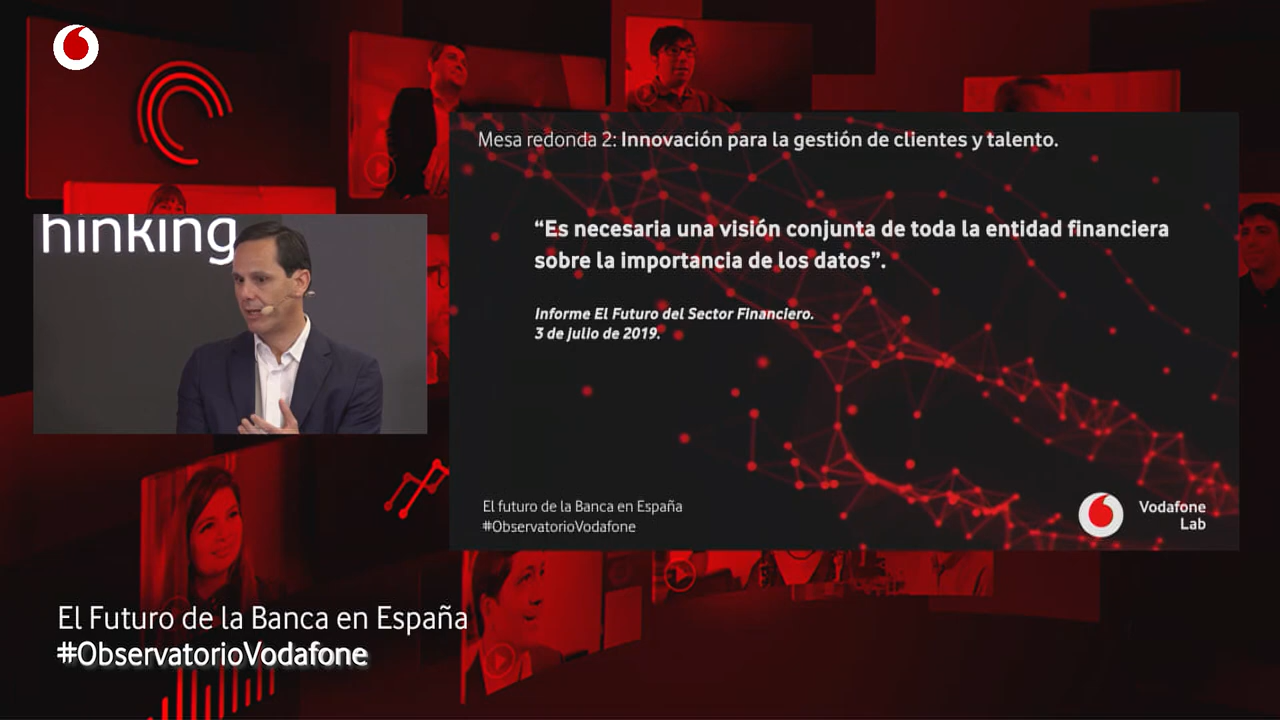 Mesa redonda 2: Innovación para la gestión de clientes y talento.
hinking
“Es necesaria una visión conjunta de toda la entidad financiera
sobre la importancia de los datos”.
Informe El Futuro del Sector Financiero.
3 de julio de 2019.
El futuro de la Banca en España
#ObservatorioVodafone
Vodafone
Lab
El Futuro de la Banca en España
#ObservatorioVodafone